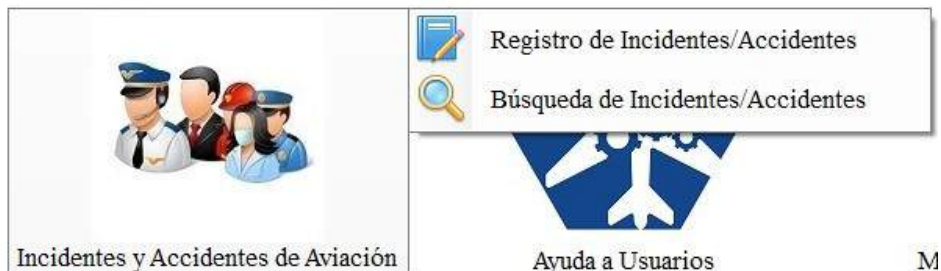 Registro de Incidentes/Accidentes
Búsqueda de Incidentes/Accidentes
Incidentes y Accidentes de Aviación
Ayuda a Usuarios
M